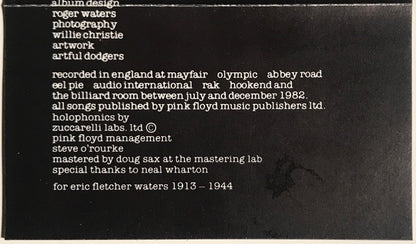 album design
roger waters
photography
willie christie
artwork
artful dodgers
recorded in england at mayfair olympic abbey road
eel pie audio international rak hookend and
the billiard room between july and december 1982.
all songs published by pink floyd music publishers ltd.
holophonics by
zuccarelli labs. ltd ©
pink floyd management
steve o'rourke
mastered by doug sax at the mastering lab
special thanks to neal wharton
for eric fletcher waters 1913 – 1944